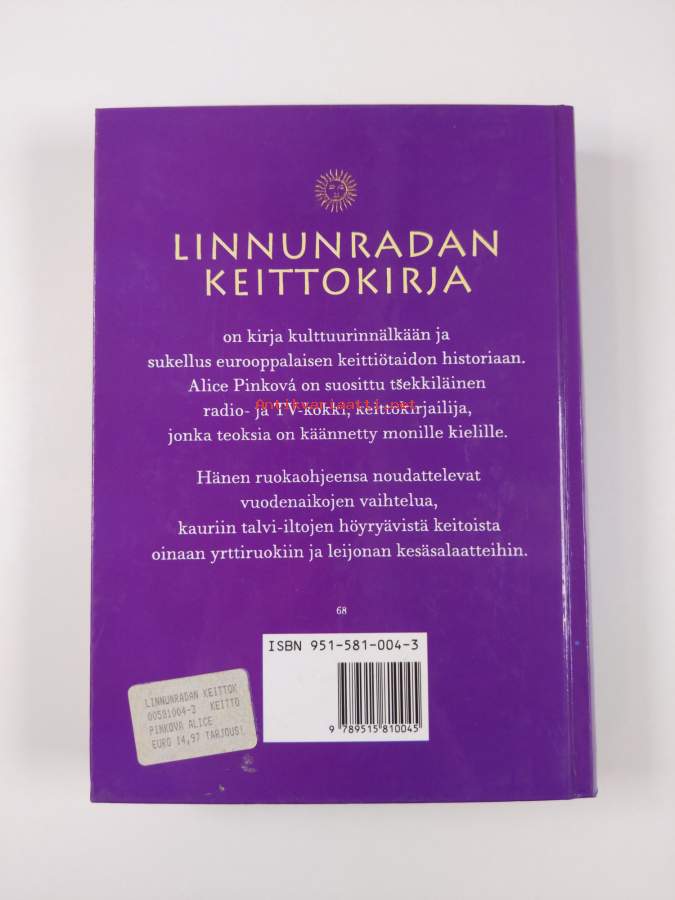 LINNUNRADAN
KEITTOKIRJA
on kirja kulttuurinnälkään ja
sukellus eurooppalaisen keittiötaidon historiaan.
Alice Pinková on suosittu tšekkiläinen
radio- ja TV-kokki, keittokirjailija,
Antikvariaatti.net
jonka teoksia on käännetty monille kielille.
Hänen ruokaohjeensa noudattelevat
vuodenaikojen vaihtelua,
kauriin talvi-iltojen höyryävistä keitoista
oinaan yrttiruokiin ja leijonan kesäsalaatteihin.
68
ISBN 951-581-004-3
9 789515 810045
LINNUNRADAN KEITTOK
00581004-3 KEITTO
PINKOVA ALICE
EURO 14,97 TARJOUS!